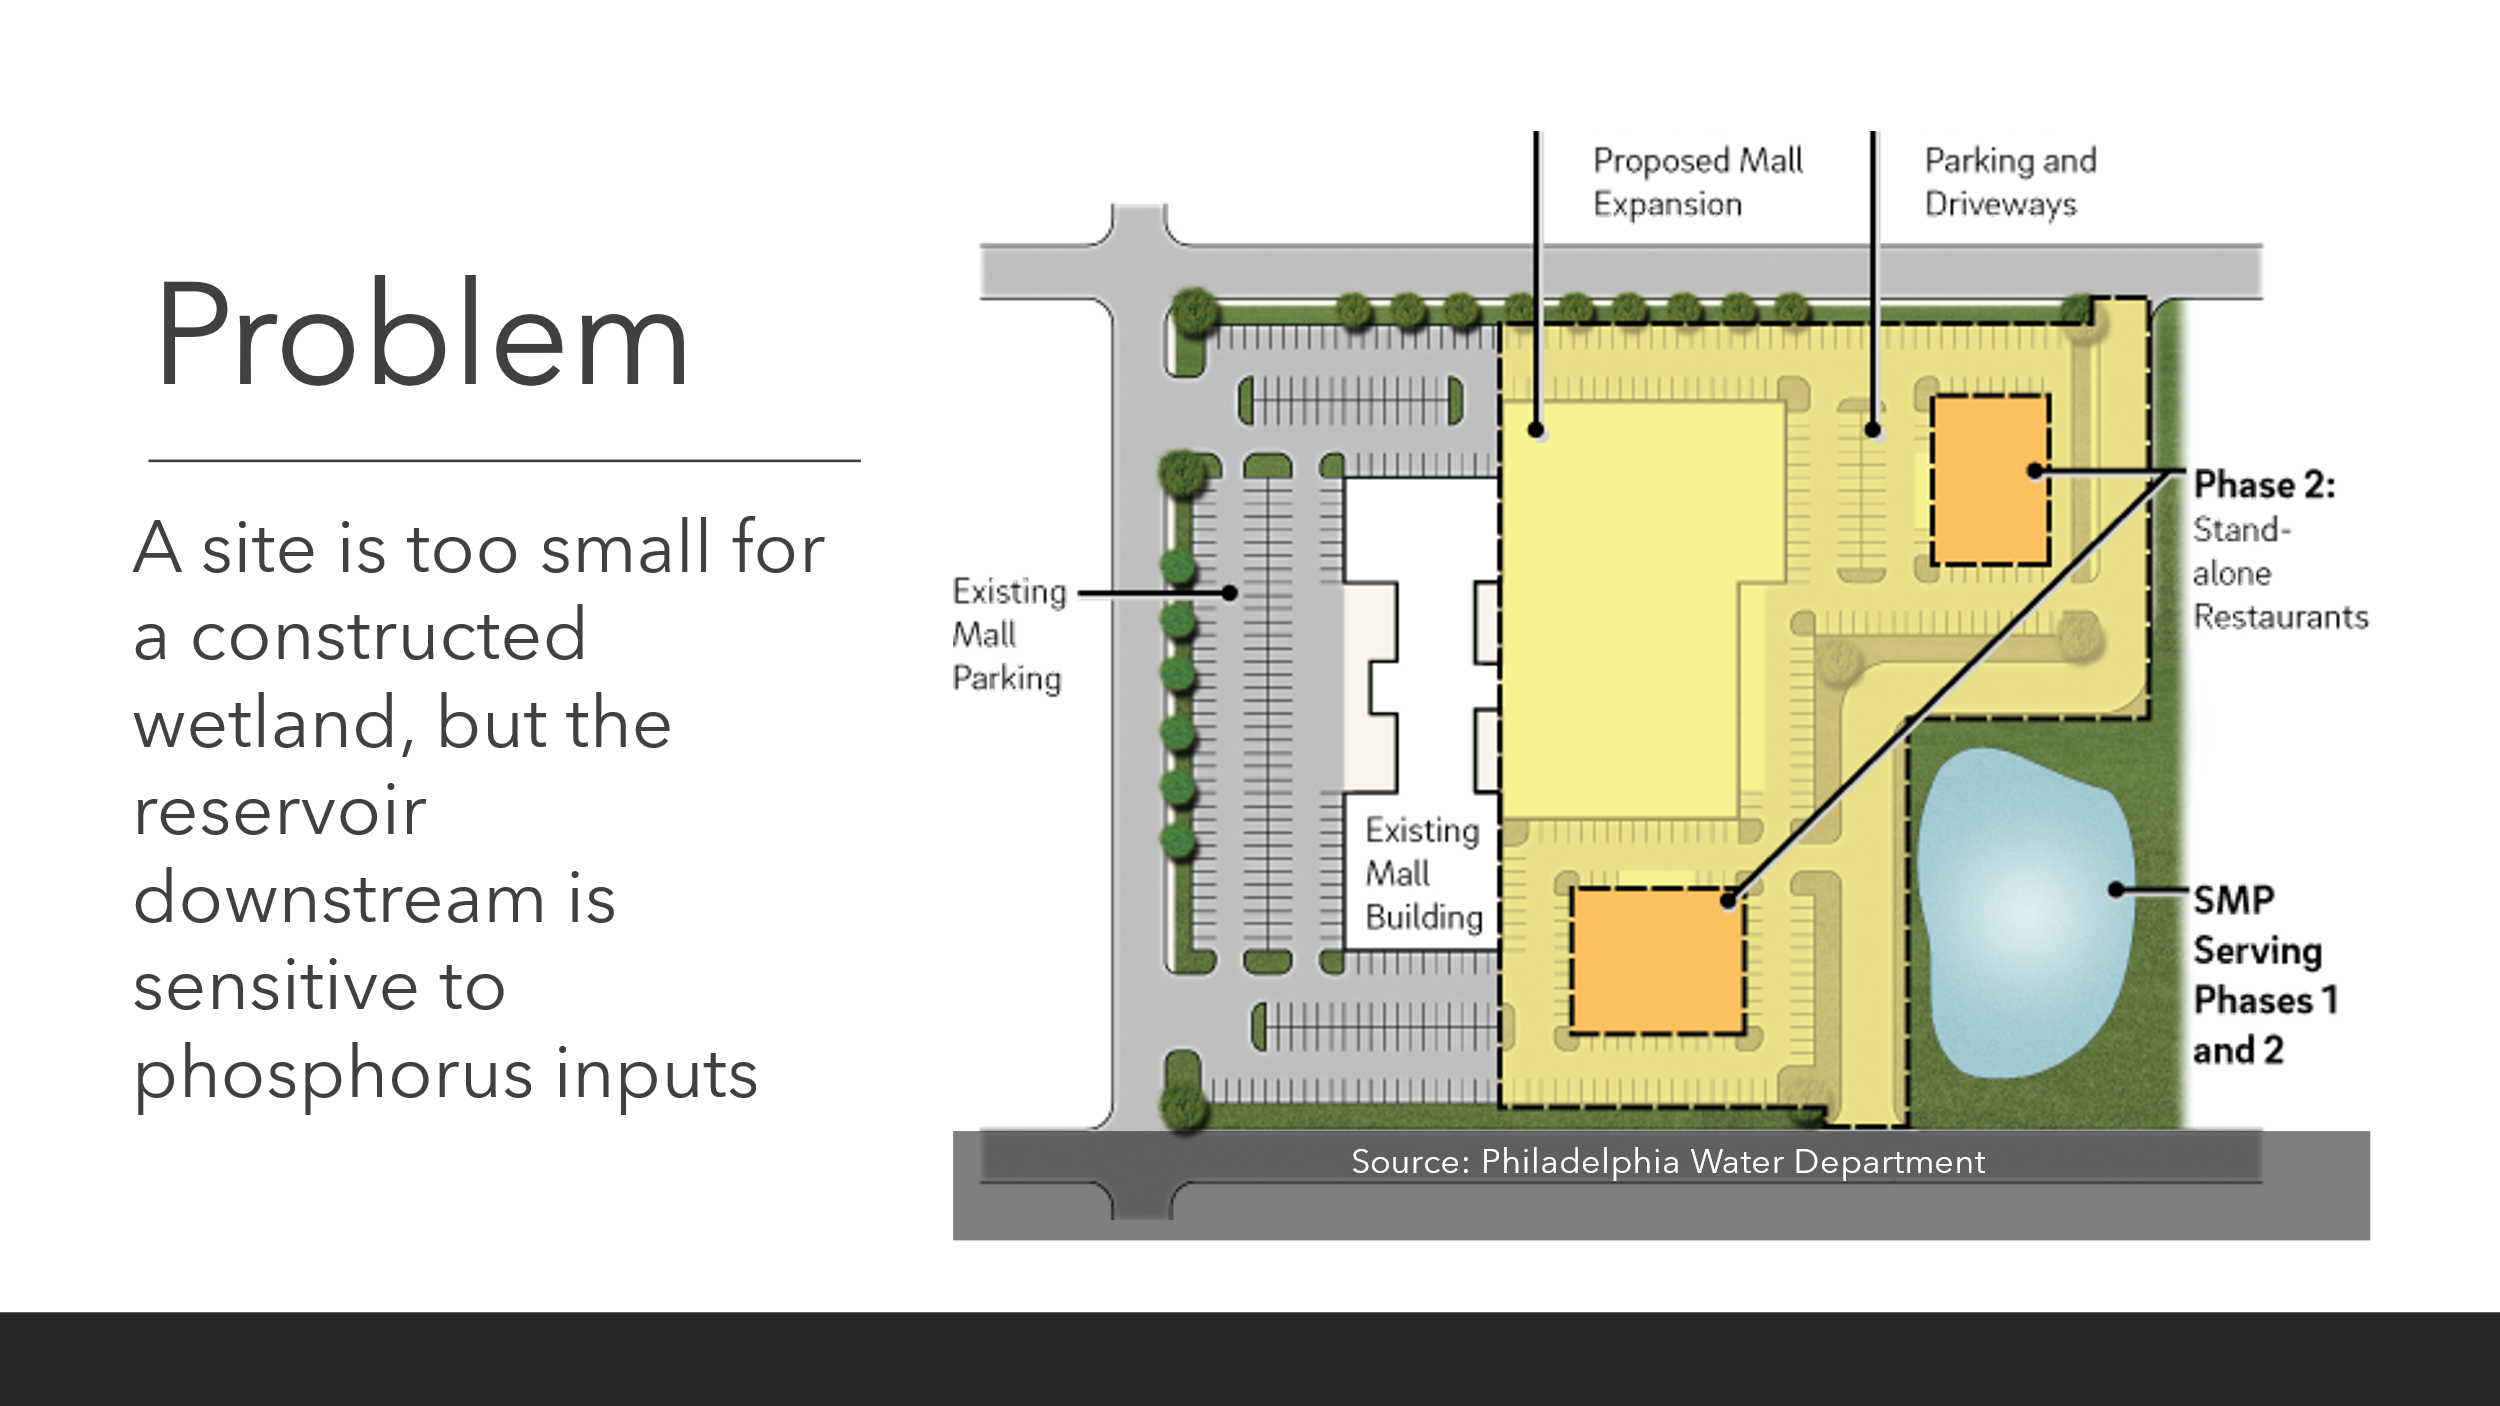 Problem
A site is too small for
a constructed
wetland, but the
reservoir
downstream is
sensitive to
phosphorus inputs
Proposed Mall
Expansion
Parking and
Driveways
Existing
Mall
Parking
Existing
Mall
Building
Phase 2:
Stand-
alone
Restaurants
SMP
Serving
Phases 1
and 2
Source: Philadelphia Water Department